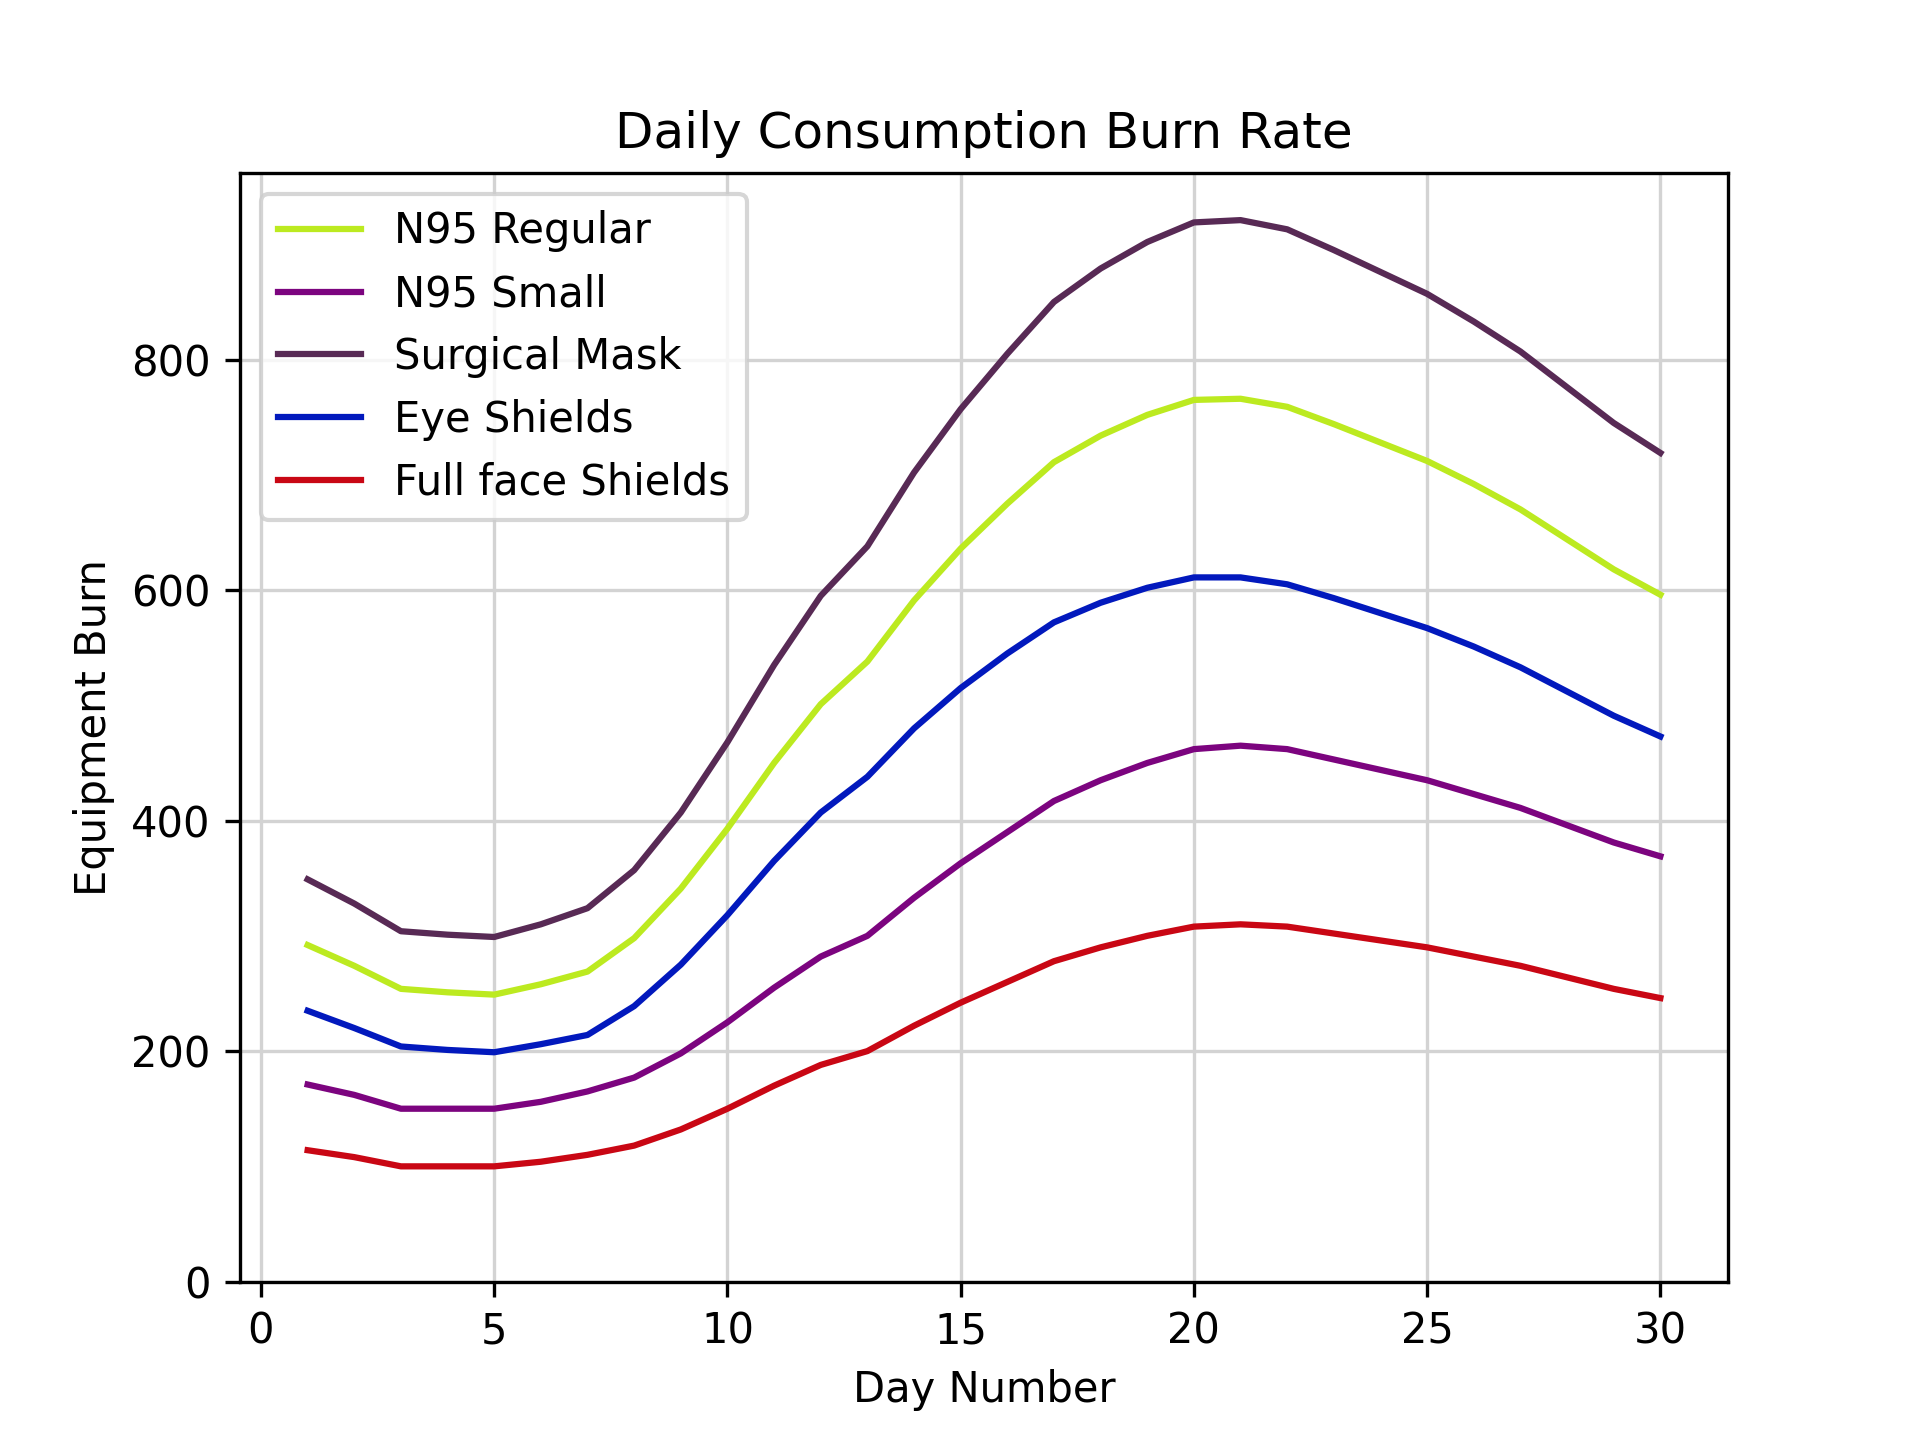 Daily Consumption Burn Rate
N95 Regular
N95 Small
Surgical Mask
Eye Shields
Full face Shields
Equipment Burn
800
600
400
200
0
0 5 10 15 20 25 30
Day Number